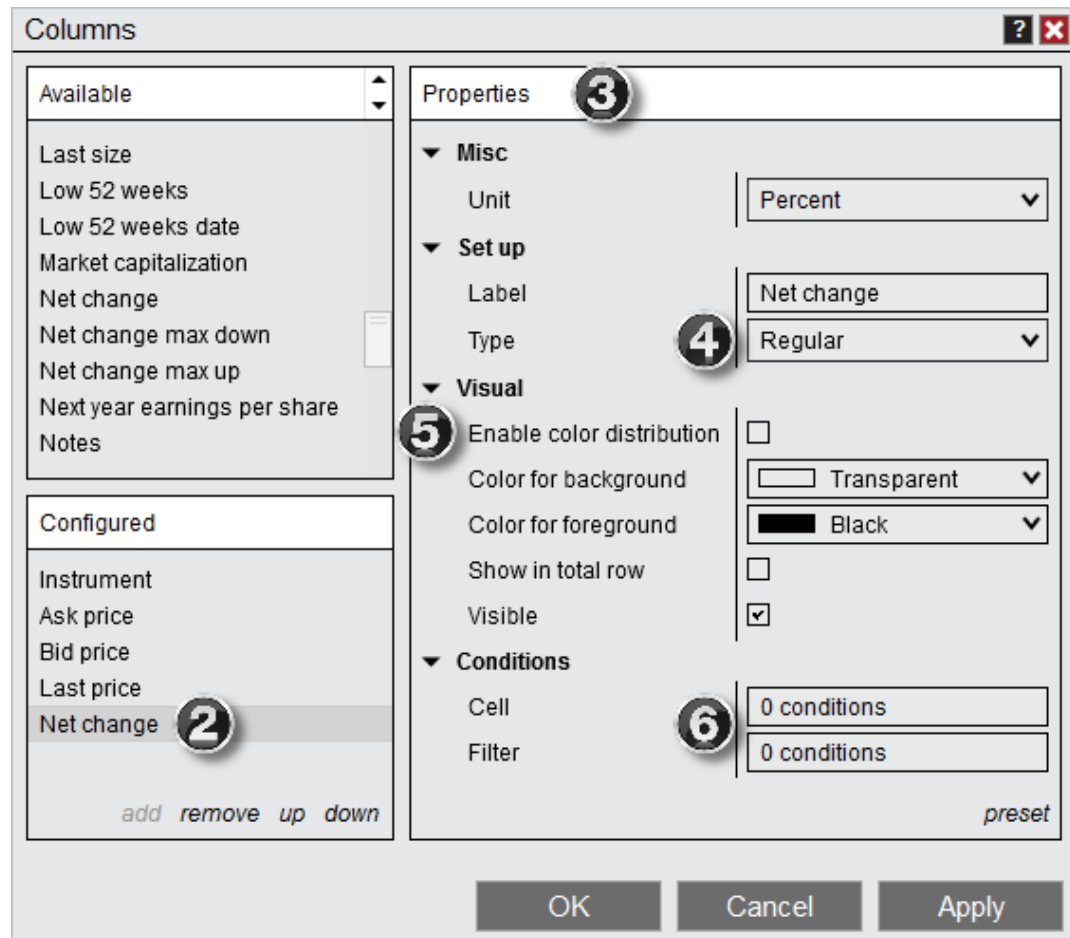 Columns
?
Available
Last size
Low 52 weeks
Low 52 weeks date
Market capitalization
Net change
Net change max down
Net change max up
Next year earnings per share
Notes
Configured
Instrument
Ask price
Bid price
Last price
Net change 2
add remove up down
Properties 3
Misc
Unit Percent
Set up
Label Net change
Type 4 Regular
Visual
5 Enable color distribution
Color for background Transparent
Color for foreground Black
Show in total row
Visible
Conditions
Cell 0 conditions
6
Filter 0 conditions
preset
OK Cancel Apply